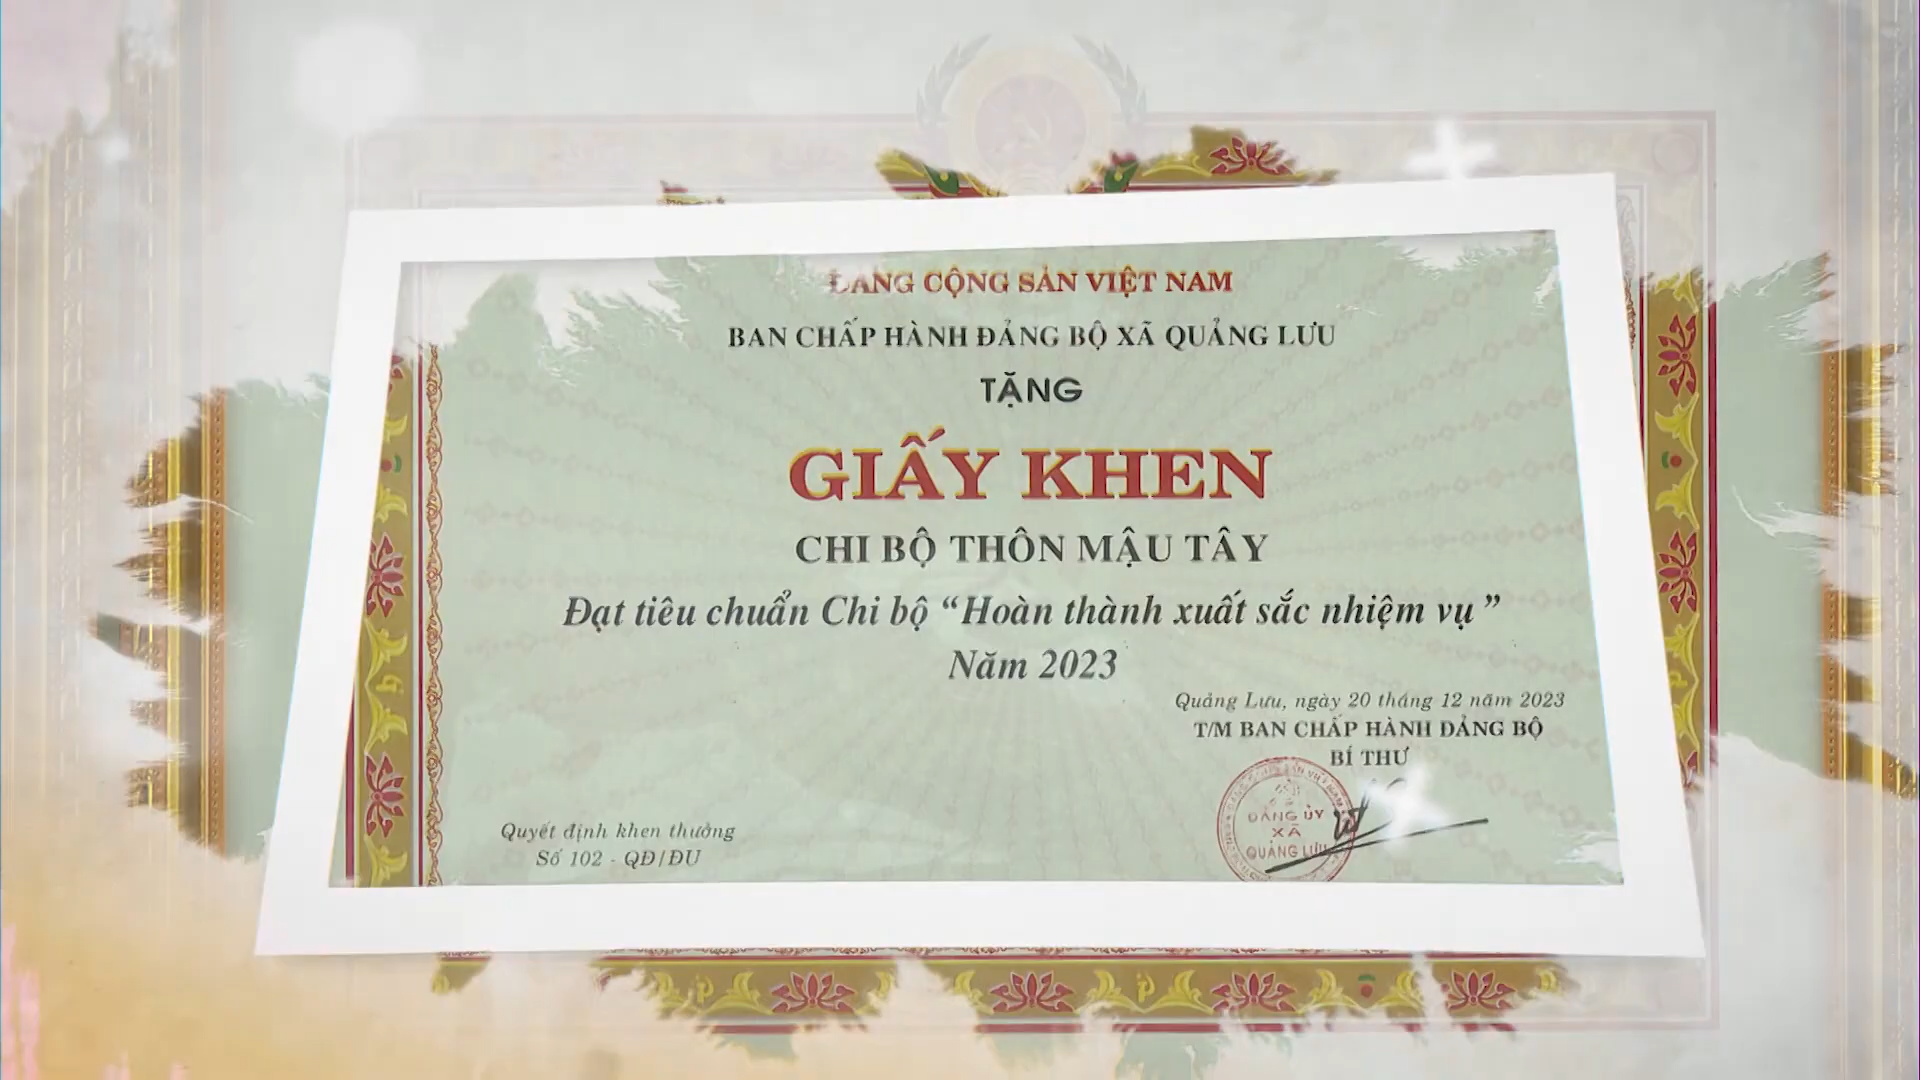 ĐẢNG CỘNG SẢN VIỆT NAM
BAN CHẤP HÀNH ĐẢNG BỘ XÃ QUẢNG LƯU
TẶNG
GIẤY KHEN
CHI BỘ THÔN MẬU TÂY
Đạt tiêu chuẩn Chi bộ “Hoàn thành xuất sắc nhiệm vụ”
Năm 2023
Quảng Lưu, ngày 20 tháng 12 năm 2023
T/M BAN CHẤP HÀNH ĐẢNG BỘ
BÍ THƯ
Quyết định khen thưởng
Số 102 - QĐ/ĐU
ĐẢNG ỦY
XÃ
QUẢNG LƯU